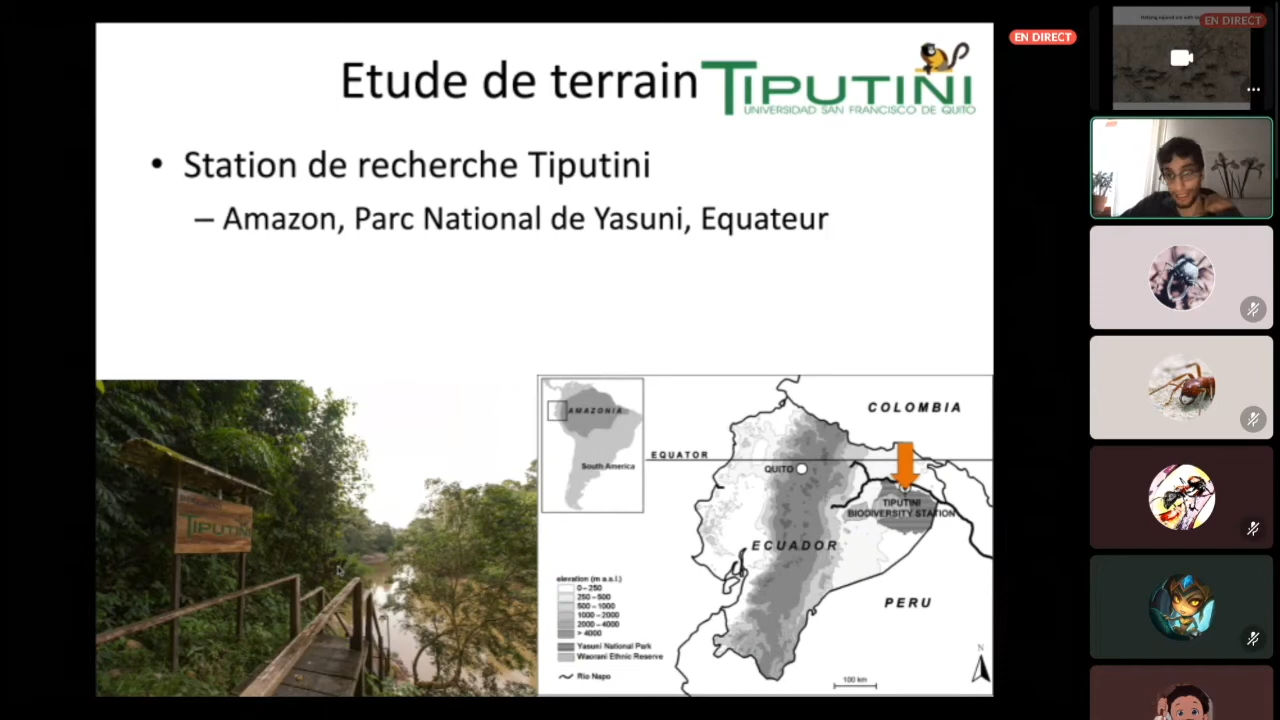 Etude de terrain
TIPUTINI
UNIVERSIDAD SAN FRANCISCO DE QUITO
• Station de recherche Tiputini
– Amazon, Parc National de Yasuni, Equateur
TIPUTINI
AMAZONIA
South America
COLOMBIA
EQUATOR
QUITO
TIPUTINI
BIODIVERSITY STATION
ECUADOR
PERU
elevation (m a.s.l.)
0–250
250–500
500–1000
1000–2000
2000–4000
> 4000
Yasuni National Park
Waorani Ethnic Reserve
Rio Napo
100 km
N
EN DIRECT
EN DIRECT